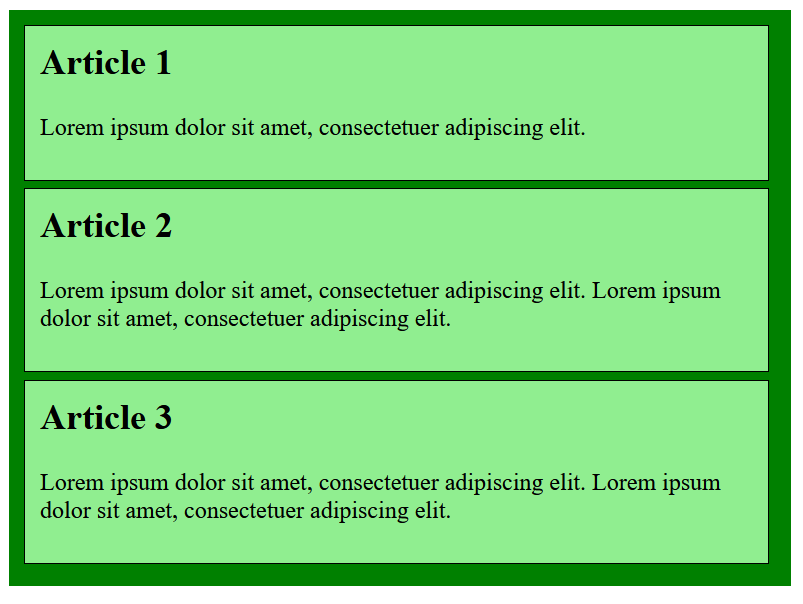 Article 1
Lorem ipsum dolor sit amet, consectetuer adipiscing elit.
Article 2
Lorem ipsum dolor sit amet, consectetuer adipiscing elit. Lorem ipsum
dolor sit amet, consectetuer adipiscing elit.
Article 3
Lorem ipsum dolor sit amet, consectetuer adipiscing elit. Lorem ipsum
dolor sit amet, consectetuer adipiscing elit.